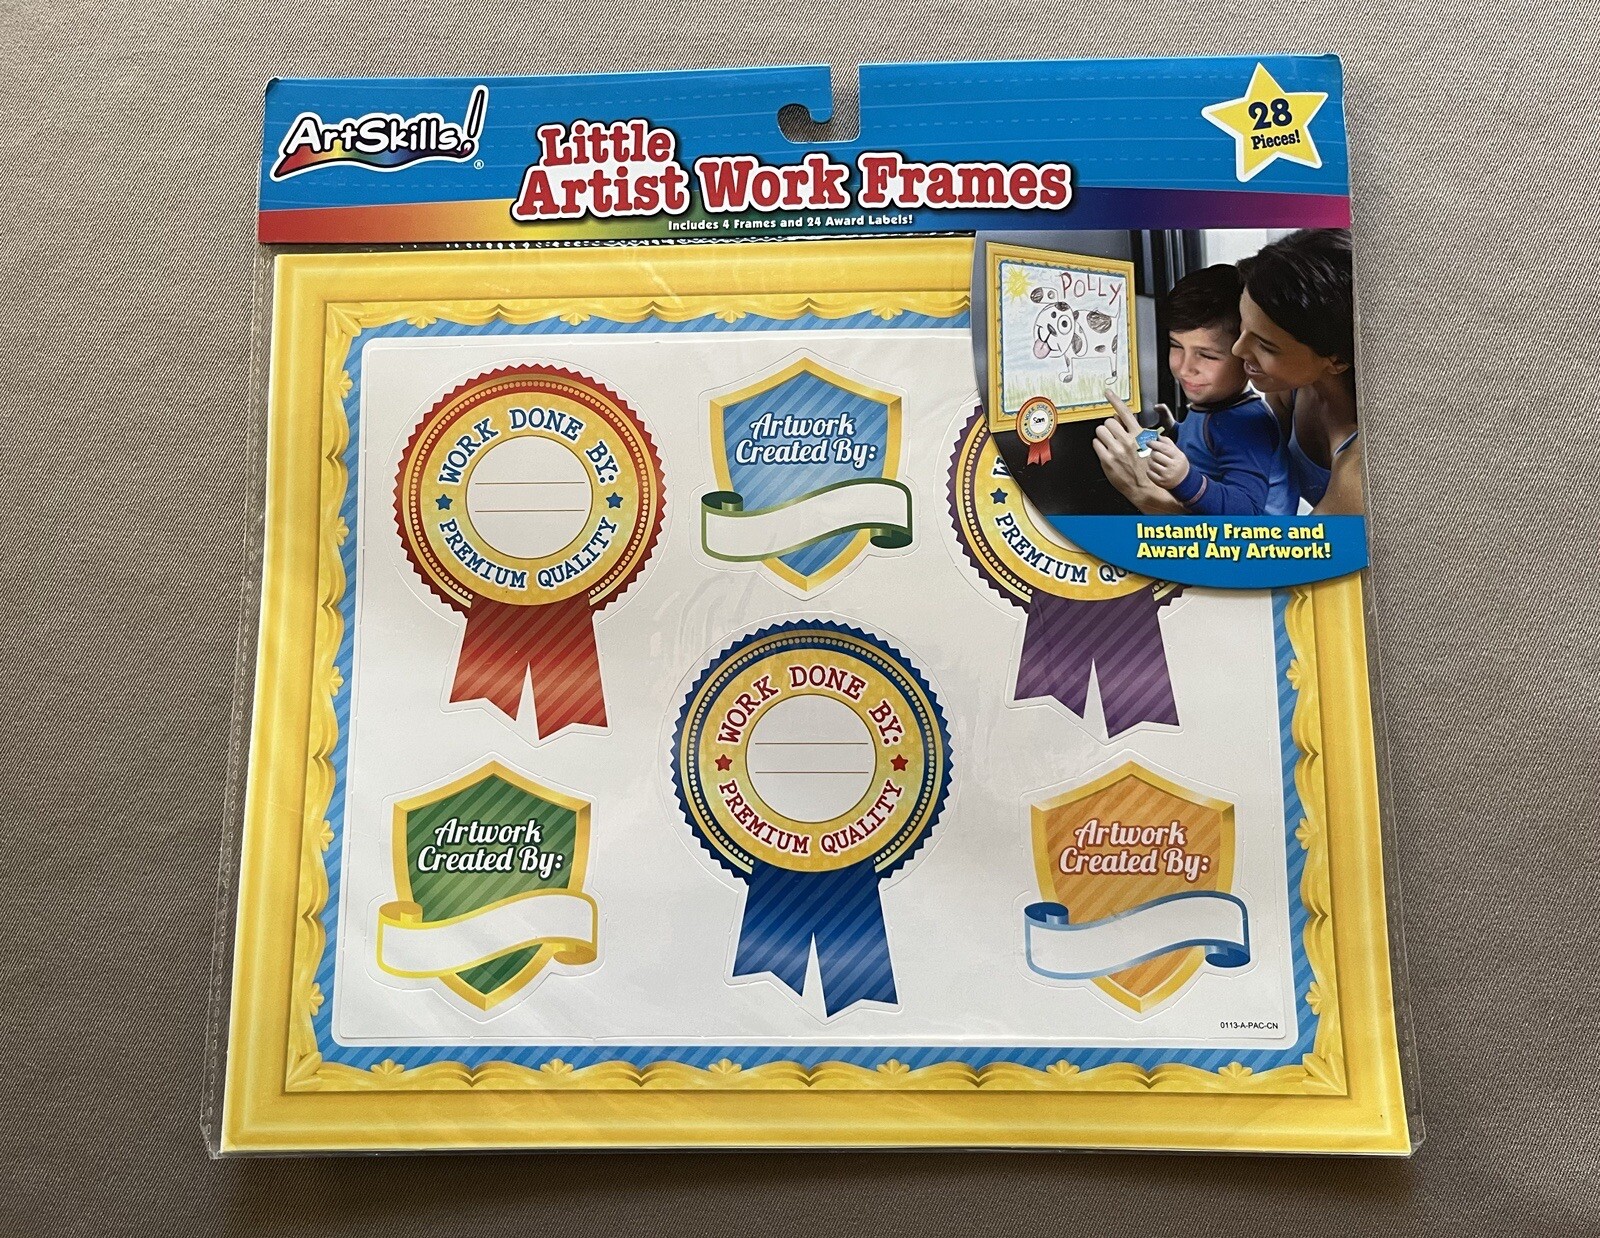 ArtSkills!®
Little
Artist Work Frames
Includes 4 Frames and 24 Award Labels!
28
Pieces!
POLLY
Sam
Instantly Frame and
Award Any Artwork!
WORK DONE BY:
PREMIUM QUALITY
Artwork
Created By:
PREMIUM
WORK DONE BY:
PREMIUM QUALITY
Artwork
Created By:
Artwork
Created By:
0113-A-PAC-CN